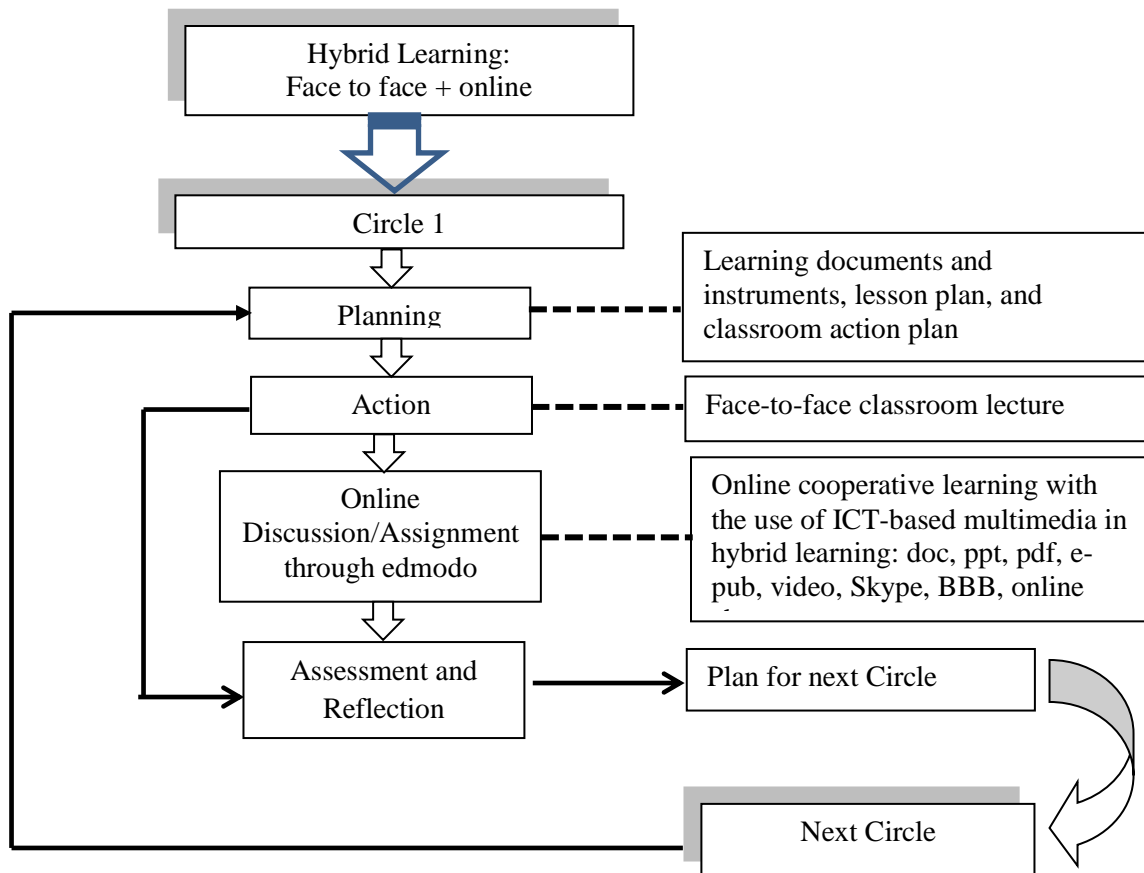 Hybrid Learning:
Face to face + online
Circle 1
Planning
Learning documents and
instruments, lesson plan, and
classroom action plan
Action
Face-to-face classroom lecture
Online
Discussion/Assignment
through edmodo
Online cooperative learning with
the use of ICT-based multimedia in
hybrid learning: doc, ppt, pdf, e-
pub, video, Skype, BBB, online
Assessment and
Reflection
Plan for next Circle
Next Circle